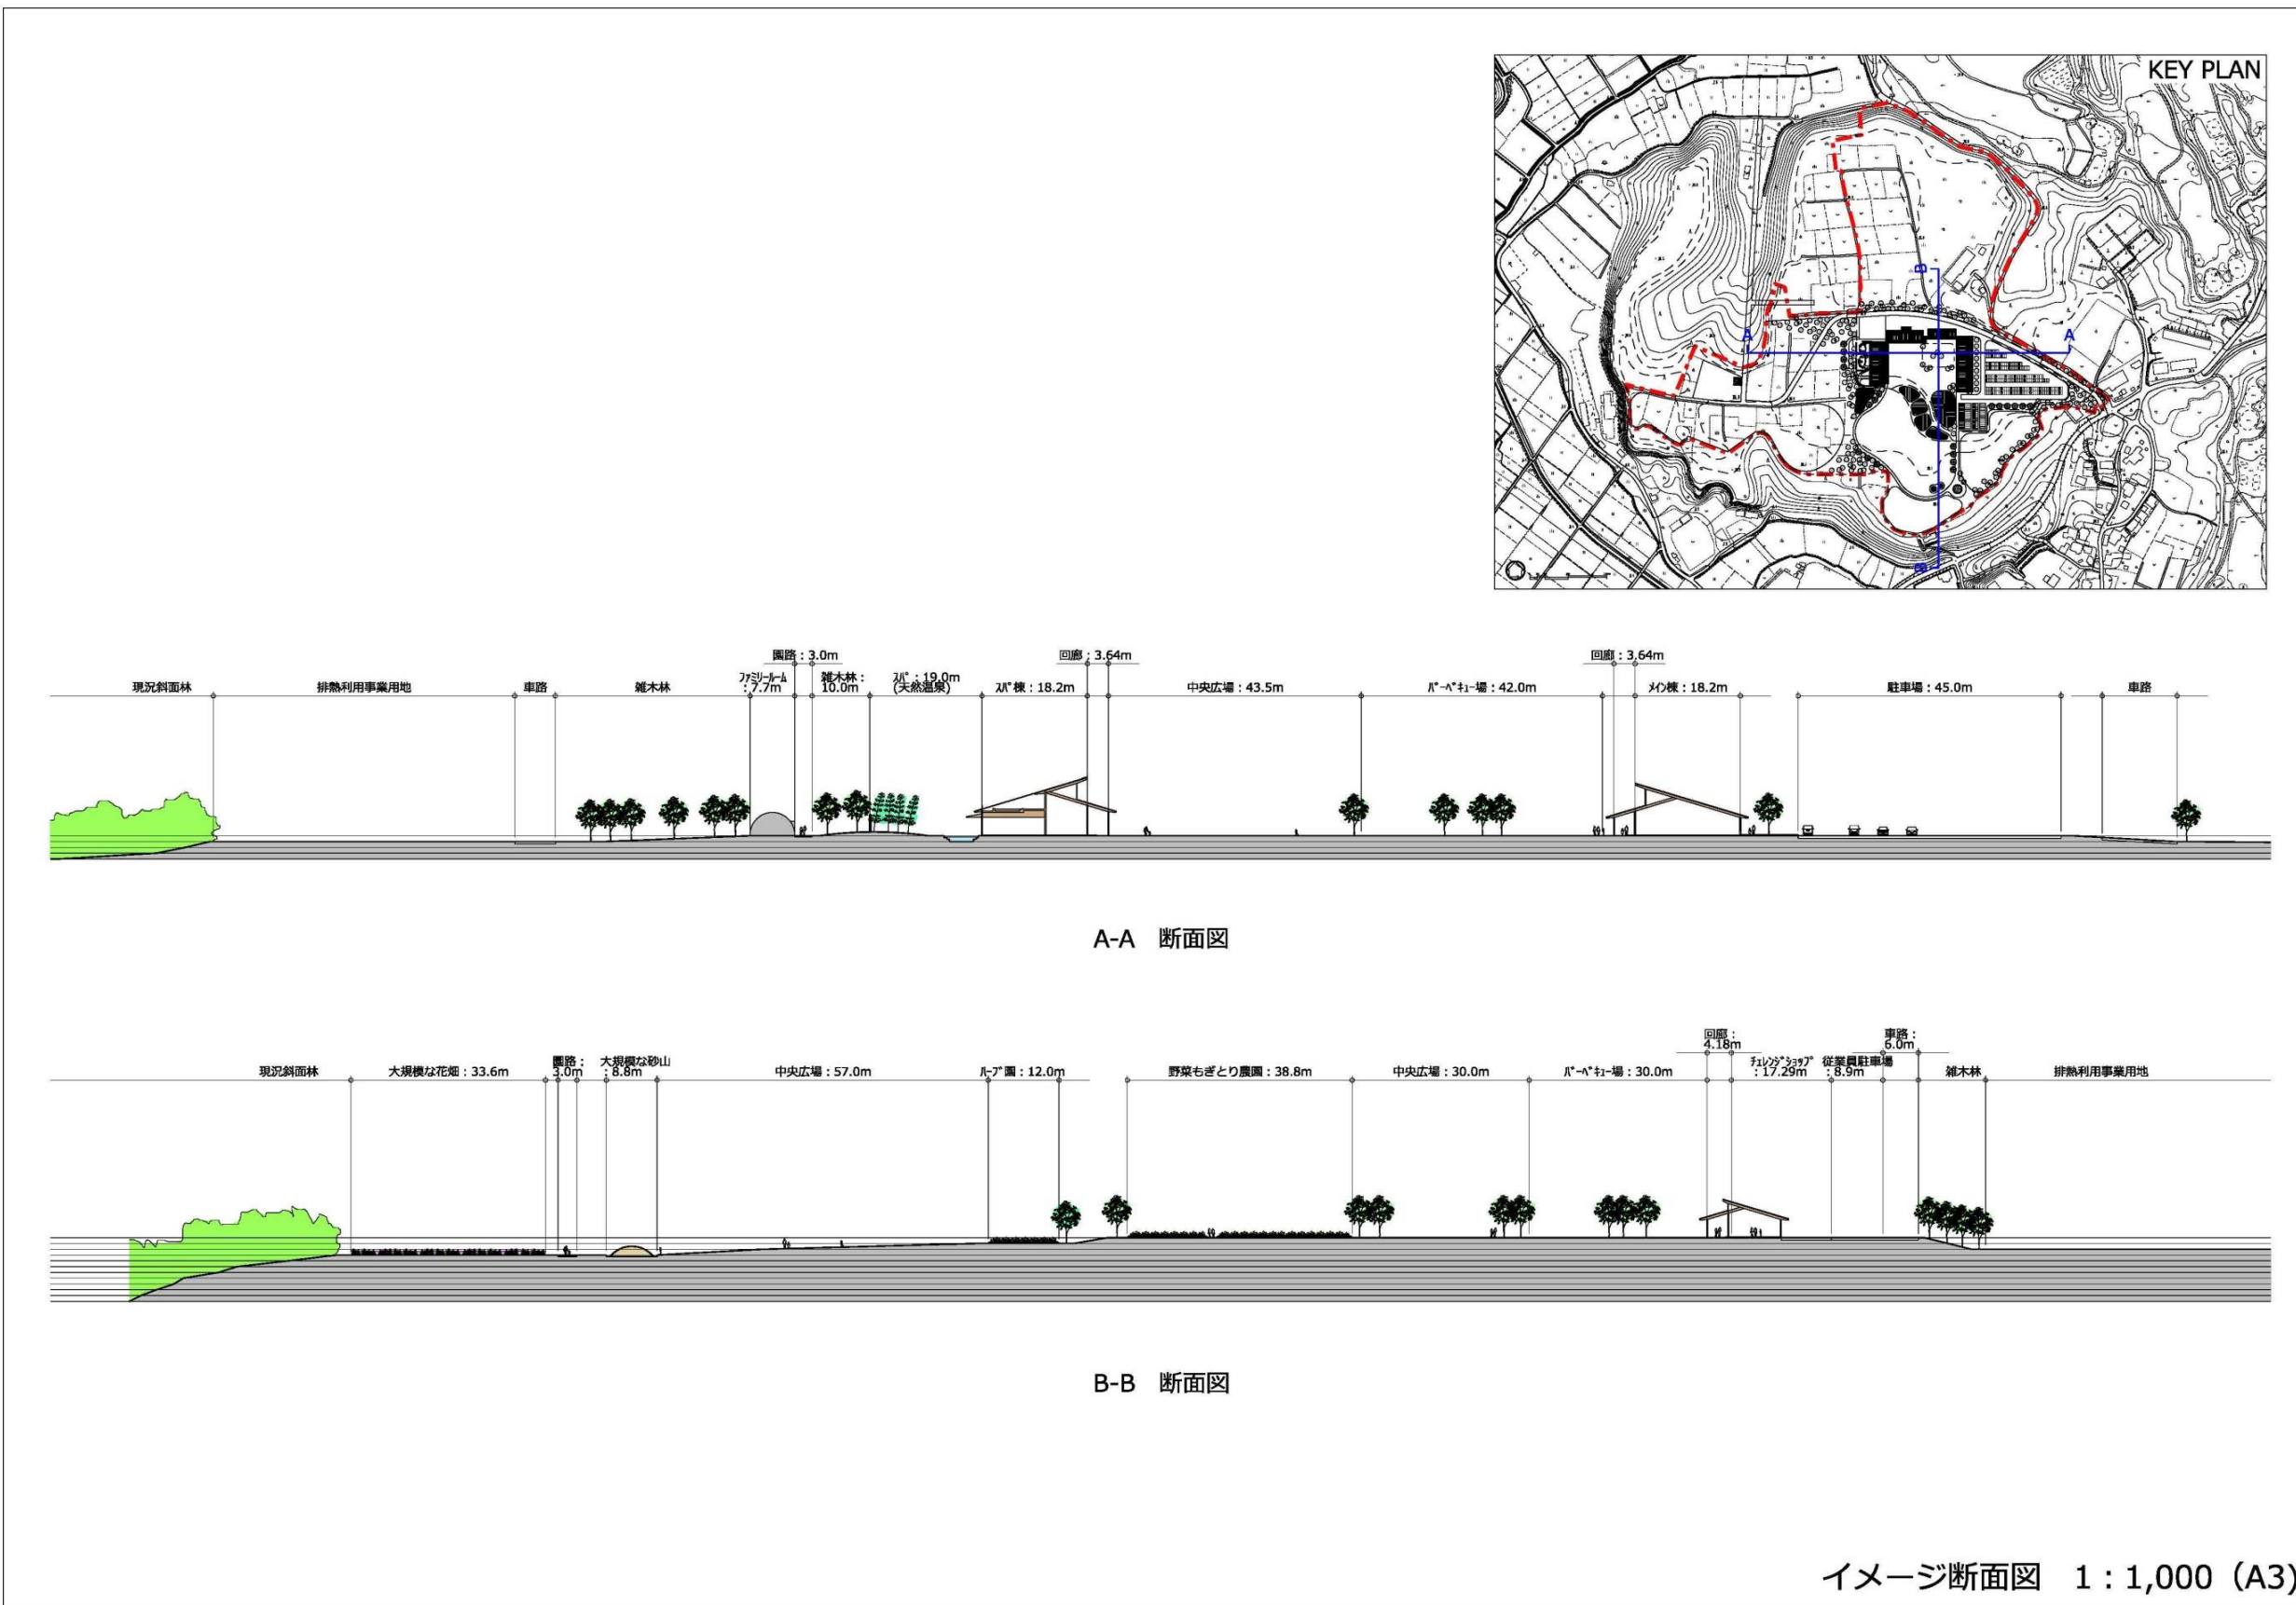 KEY PLAN
B
A
A
B
園路：3.0m
回廊：3.64m
回廊：3.64m
現況斜面林
排熱利用事業用地
車路
雑木林
ﾌｧﾐﾘｰﾙｰﾑ
：7.7m
雑木林：
10.0m
ｽﾊﾟ：19.0m
(天然温泉)
ｽﾊﾟ棟：18.2m
中央広場：43.5m
ﾊﾞｰﾍﾞｷｭｰ場：42.0m
ﾒｲﾝ棟：18.2m
駐車場：45.0m
車路
A-A 断面図
回廊：
4.18m
車路：
6.0m
現況斜面林
大規模な花畑：33.6m
園路：
3.0m
大規模な砂山
：8.8m
中央広場：57.0m
ﾊｰﾌﾞ園：12.0m
野菜もぎとり農園：38.8m
中央広場：30.0m
ﾊﾞｰﾍﾞｷｭｰ場：30.0m
ﾁｬﾚﾝｼﾞｼｮｯﾌﾟ
：17.29m
従業員駐車場
：8.9m
雑木林
排熱利用事業用地
B-B 断面図
イメージ断面図 1：1,000（A3）